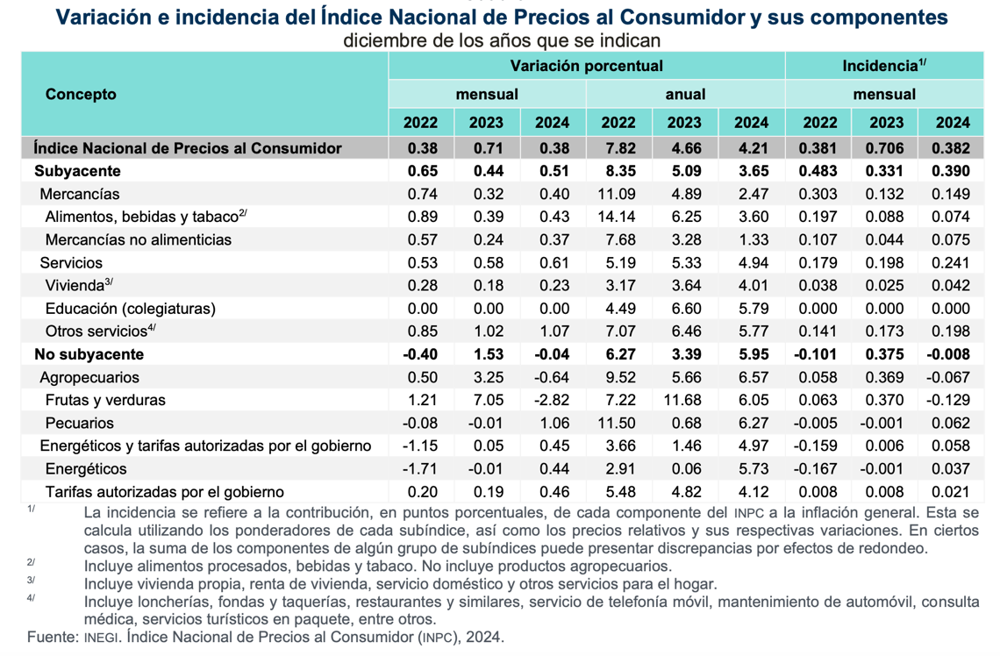 Variación e incidencia del Índice Nacional de Precios al Consumidor y sus componentes
diciembre de los años que se indican
Concepto Variación porcentual Incidencia1/
mensual anual mensual
2022 2023 2024 2022 2023 2024 2022 2023 2024
Índice Nacional de Precios al Consumidor 0.38 0.71 0.38 7.82 4.66 4.21 0.381 0.706 0.382
Subyacente 0.65 0.44 0.51 8.35 5.09 3.65 0.483 0.331 0.390
Mercancías 0.74 0.32 0.40 11.09 4.89 2.47 0.303 0.132 0.149
Alimentos, bebidas y tabaco2/ 0.89 0.39 0.43 14.14 6.25 3.60 0.197 0.088 0.074
Mercancías no alimenticias 0.57 0.24 0.37 7.68 3.28 1.33 0.107 0.044 0.075
Servicios 0.53 0.58 0.61 5.19 5.33 4.94 0.179 0.198 0.241
Vivienda3/ 0.28 0.18 0.23 3.17 3.64 4.01 0.038 0.025 0.042
Educación (colegiaturas) 0.00 0.00 0.00 4.49 6.60 5.79 0.000 0.000 0.000
Otros servicios4/ 0.85 1.02 1.07 7.07 6.46 5.77 0.141 0.173 0.198
No subyacente -0.40 1.53 -0.04 6.27 3.39 5.95 -0.101 0.375 -0.008
Agropecuarios 0.50 3.25 -0.64 9.52 5.66 6.57 0.058 0.369 -0.067
Frutas y verduras 1.21 7.05 -2.82 7.22 11.68 6.05 0.063 0.370 -0.129
Pecuarios -0.08 -0.01 1.06 11.50 0.68 6.27 -0.005 -0.001 0.062
Energéticos y tarifas autorizadas por el gobierno -1.15 0.05 0.45 3.66 1.46 4.97 -0.159 0.006 0.058
Energéticos -1.71 -0.01 0.44 2.91 0.06 5.73 -0.167 -0.001 0.037
Tarifas autorizadas por el gobierno 0.20 0.19 0.46 5.48 4.82 4.12 0.008 0.008 0.021
1/ La incidencia se refiere a la contribución, en puntos porcentuales, de cada componente del INPC a la inflación general. Esta se
calcula utilizando los ponderadores de cada subíndice, así como los precios relativos y sus respectivas variaciones. En ciertos
casos, la suma de los componentes de algún grupo de subíndices puede presentar discrepancias por efectos de redondeo.
2/ Incluye alimentos procesados, bebidas y tabaco. No incluye productos agropecuarios.
3/ Incluye vivienda propia, renta de vivienda, servicio doméstico y otros servicios para el hogar.
4/ Incluye loncherías, fondas y taquerías, restaurantes y similares, servicio de telefonía móvil, mantenimiento de automóvil, consulta
médica, servicios turísticos en paquete, entre otros.
Fuente: INEGI. Índice Nacional de Precios al Consumidor (INPC), 2024.